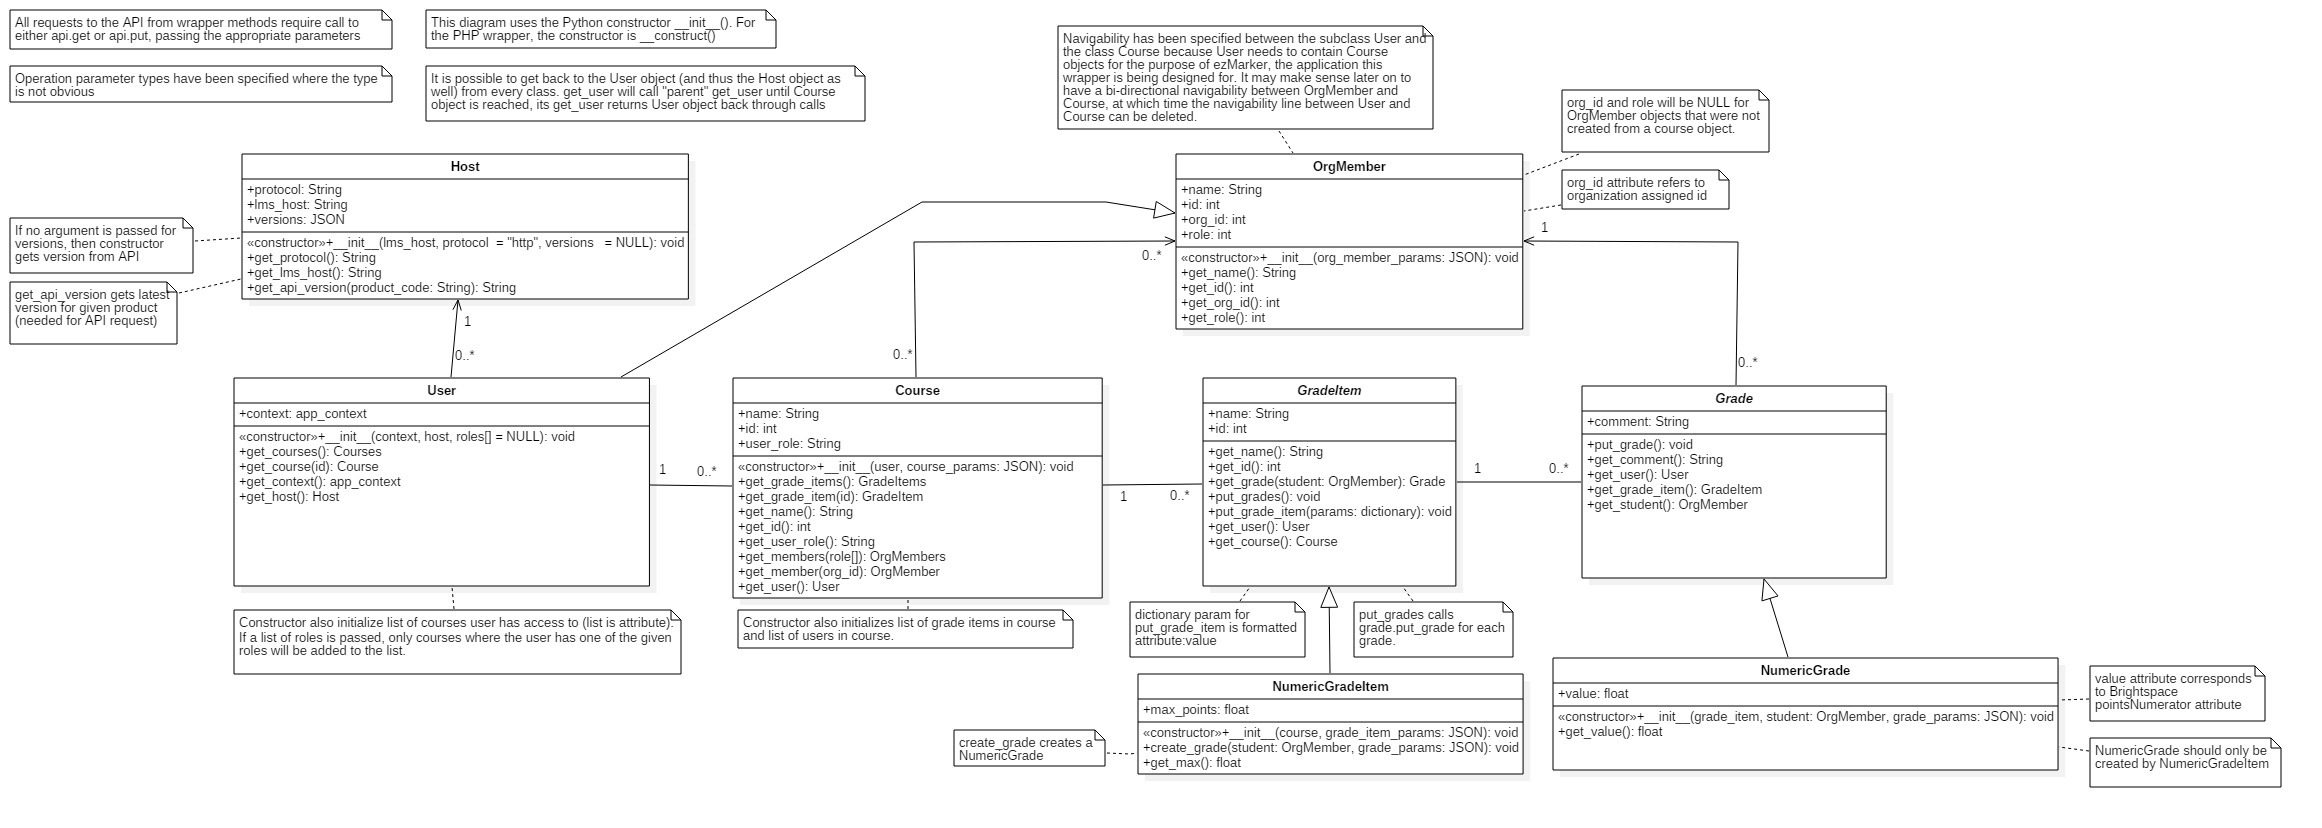 All requests to the API from wrapper methods require call to
either api.get or api.put, passing the appropriate parameters
This diagram uses the Python constructor __init__(). For
the PHP wrapper, the constructor is __construct()
Operation parameter types have been specified where the type
is not obvious
It is possible to get back to the User object (and thus the Host object as
well) from every class. get_user will call "parent" get_user until Course
object is reached, its get_user returns User object back through calls
Navigability has been specified between the subclass User and
the class Course because User needs to contain Course
objects for the purpose of ezMarker, the application this
wrapper is being designed for. It may make sense later on to
have a bi-directional navigability between OrgMember and
Course, at which time the navigability line between User and
Course can be deleted.
org_id and role will be NULL for
OrgMember objects that were not
created from a course object.
org_id attribute refers to
organization assigned id
Host
+protocol: String
+lms_host: String
+versions: JSON
«constructor»+__init__(lms_host, protocol = "http", versions = NULL): void
+get_protocol(): String
+get_lms_host(): String
+get_api_version(product_code: String): String
If no argument is passed for
versions, then constructor
gets version from API
get_api_version gets latest
version for given product
(needed for API request)
OrgMember
+name: String
+id: int
+org_id: int
+role: int
«constructor»+__init__(org_member_params: JSON): void
+get_name(): String
+get_id(): int
+get_org_id(): int
+get_role(): int
1
0..*
0..*
0..*
1
0..*
User
+context: app_context
«constructor»+__init__(context, host, roles[] = NULL): void
+get_courses(): Courses
+get_course(id): Course
+get_context(): app_context
+get_host(): Host
1
0..*
Course
+name: String
+id: int
+user_role: String
«constructor»+__init__(user, course_params: JSON): void
+get_grade_items(): GradeItems
+get_grade_item(id): GradeItem
+get_name(): String
+get_id(): int
+get_user_role(): String
+get_members(role[]): OrgMembers
+get_member(org_id): OrgMember
+get_user(): User
1
0..*
GradeItem
+name: String
+id: int
+get_name(): String
+get_id(): int
+get_grade(student: OrgMember): Grade
+put_grades(): void
+put_grade_item(params: dictionary): void
+get_user(): User
+get_course(): Course
1
0..*
Grade
+comment: String
+put_grade(): void
+get_comment(): String
+get_user(): User
+get_grade_item(): GradeItem
+get_student(): OrgMember
Constructor also initialize list of courses user has access to (list is attribute).
If a list of roles is passed, only courses where the user has one of the given
roles will be added to the list.
Constructor also initializes list of grade items in course
and list of users in course.
dictionary param for
put_grade_item is formatted
attribute:value
put_grades calls
grade.put_grade for each
grade.
NumericGradeItem
+max_points: float
«constructor»+__init__(course, grade_item_params: JSON): void
+create_grade(student: OrgMember, grade_params: JSON): void
+get_max(): float
create_grade creates a
NumericGrade
NumericGrade
+value: float
«constructor»+__init__(grade_item, student: OrgMember, grade_params: JSON): void
+get_value(): float
value attribute corresponds
to Brightspace
pointsNumerator attribute
NumericGrade should only be
created by NumericGradeItem